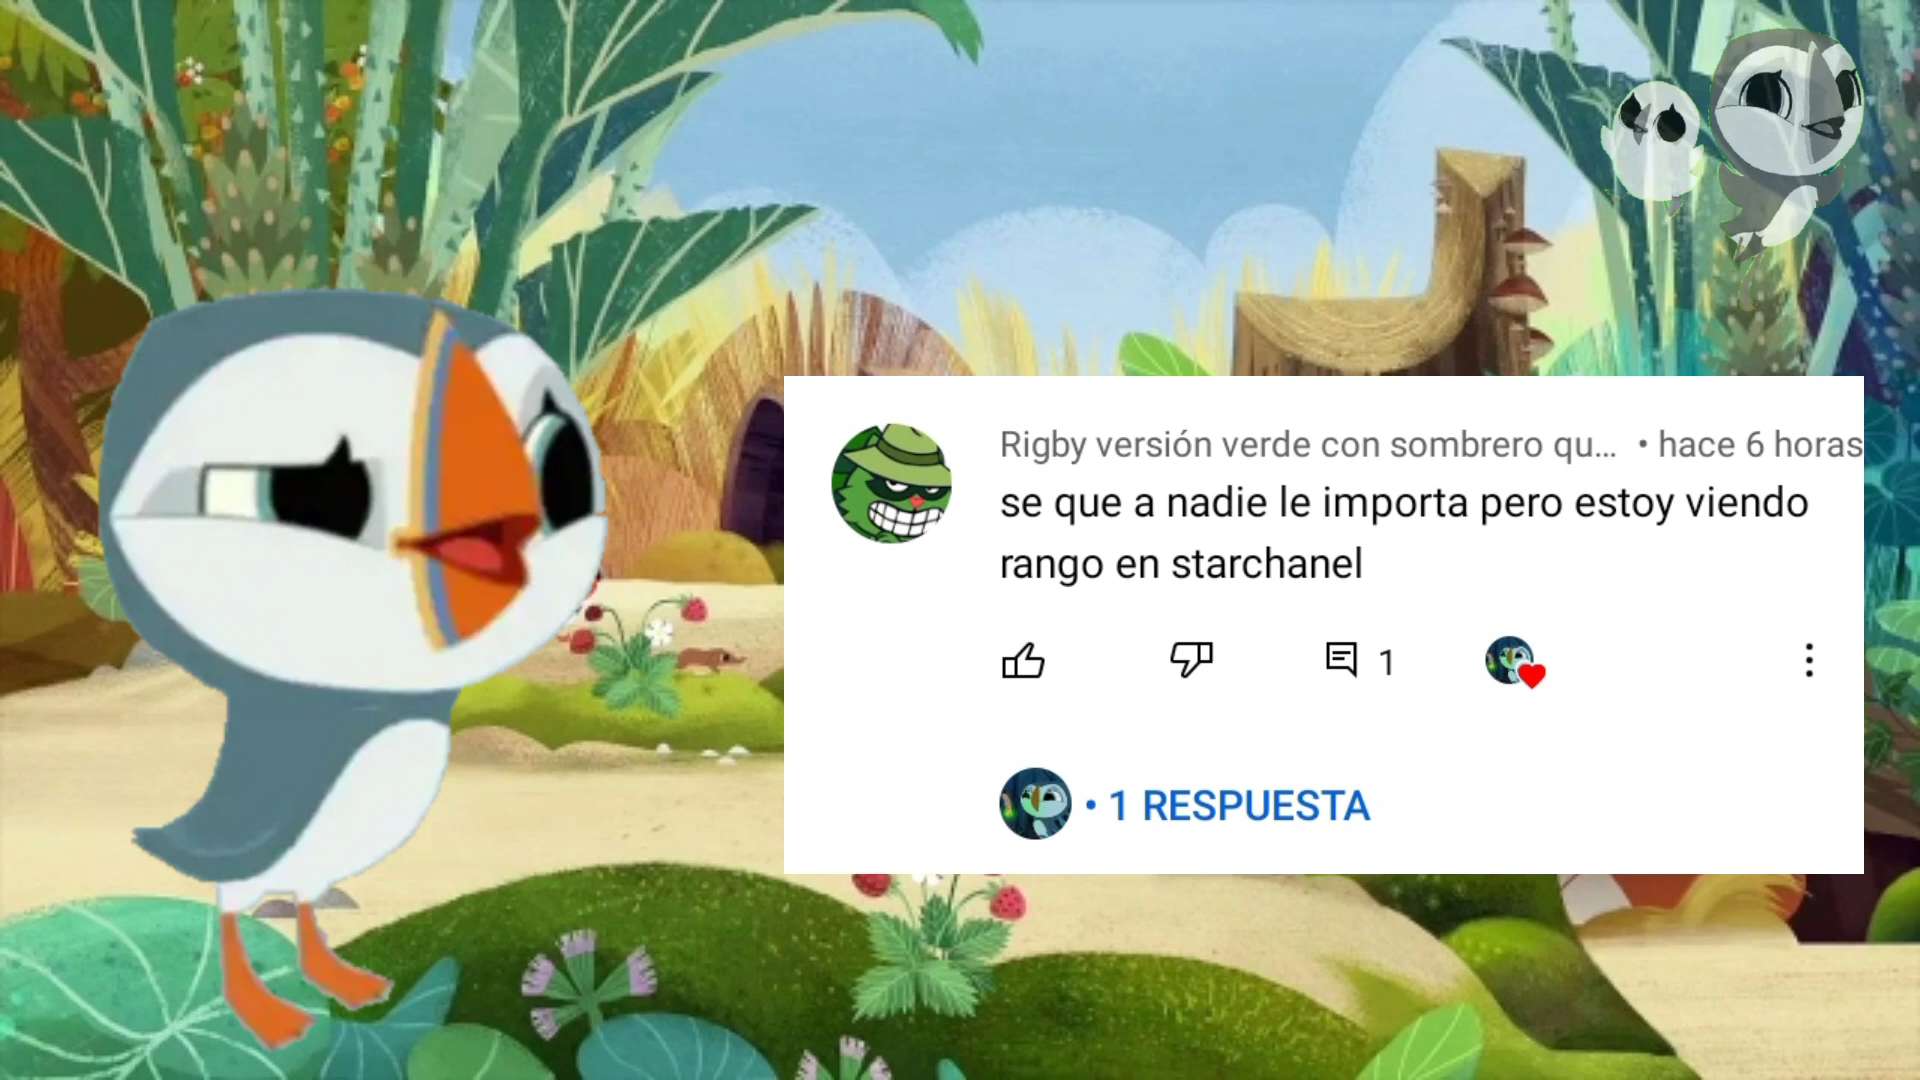 Rigby versión verde con sombrero qu... • hace 6 horas
se que a nadie le importa pero estoy viendo
rango en starchanel
1
• 1 RESPUESTA